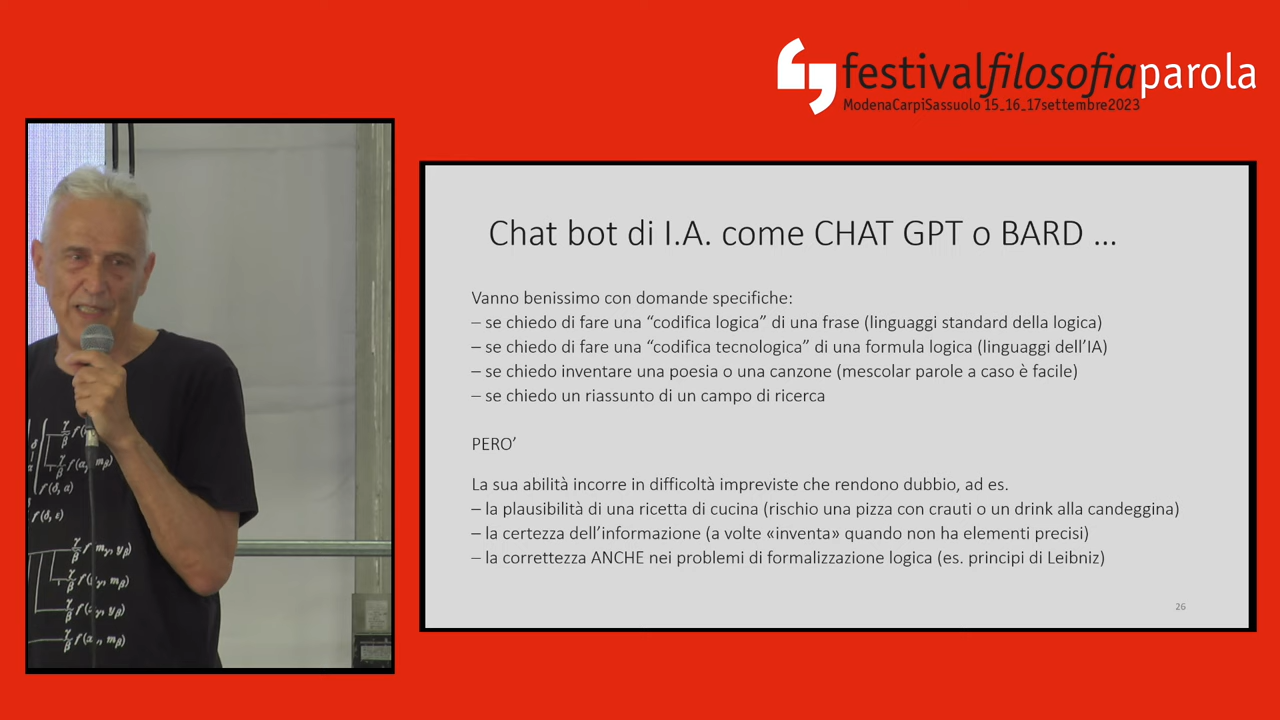 festivalfilosofiaparola
ModenaCarpiSassuolo 15_16_17settembre2023
Chat bot di I.A. come CHAT GPT o BARD …
Vanno benissimo con domande specifiche:
– se chiedo di fare una “codifica logica” di una frase (linguaggi standard della logica)
– se chiedo di fare una “codifica tecnologica” di una formula logica (linguaggi dell’IA)
– se chiedo inventare una poesia o una canzone (mescolar parole a caso è facile)
– se chiedo un riassunto di un campo di ricerca
PERO’
La sua abilità incorre in difficoltà impreviste che rendono dubbio, ad es.
– la plausibilità di una ricetta di cucina (rischio una pizza con crauti o un drink alla candeggina)
– la certezza dell’informazione (a volte «inventa» quando non ha elementi precisi)
– la correttezza ANCHE nei problemi di formalizzazione logica (es. principi di Leibniz)
26